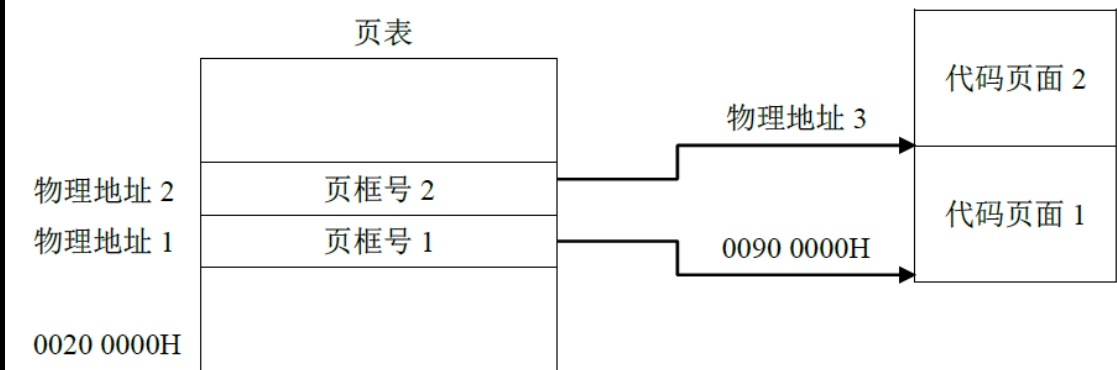 页表
代码页面 2
物理地址 3
物理地址 2
页框号 2
代码页面 1
物理地址 1
页框号 1
0090 0000H
0020 0000H